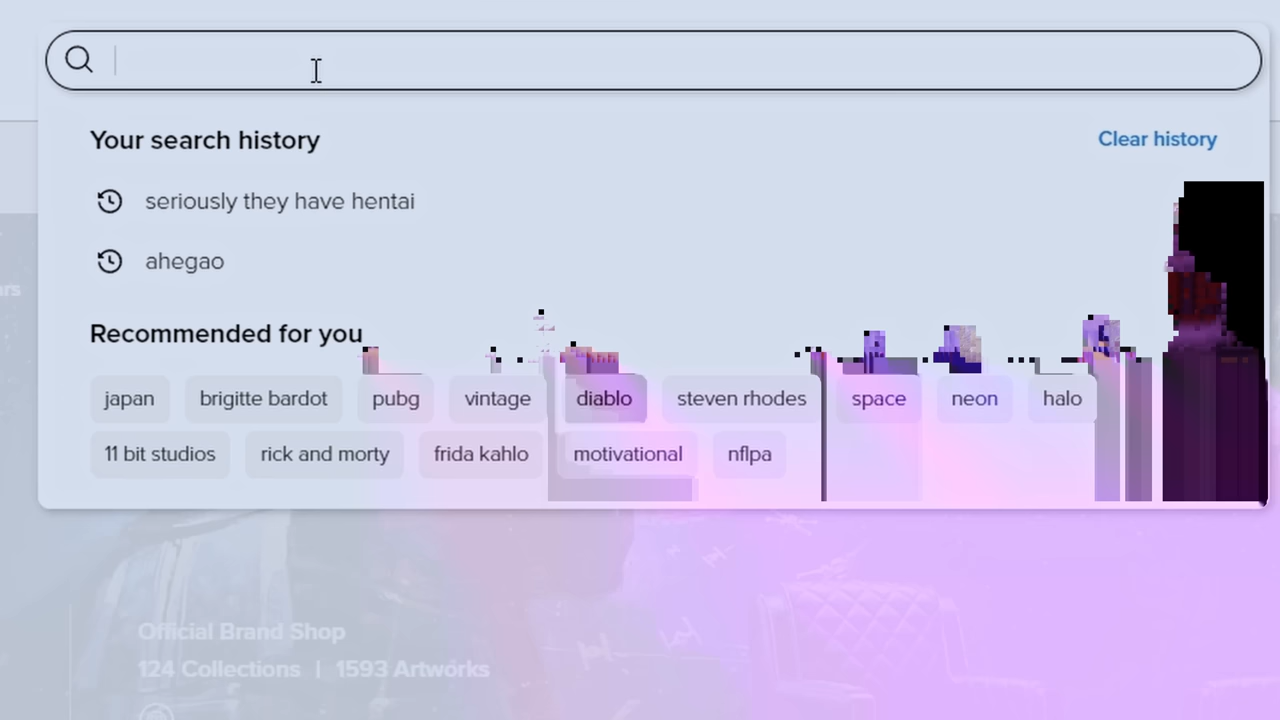 Your search history
Clear history
seriously they have hentai
ahegao
Recommended for you
japan
brigitte bardot
pubg
vintage
diablo
steven rhodes
space
neon
halo
11 bit studios
rick and morty
frida kahlo
motivational
nflpa
Official Brand Shop
124 Collections | 1593 Artworks